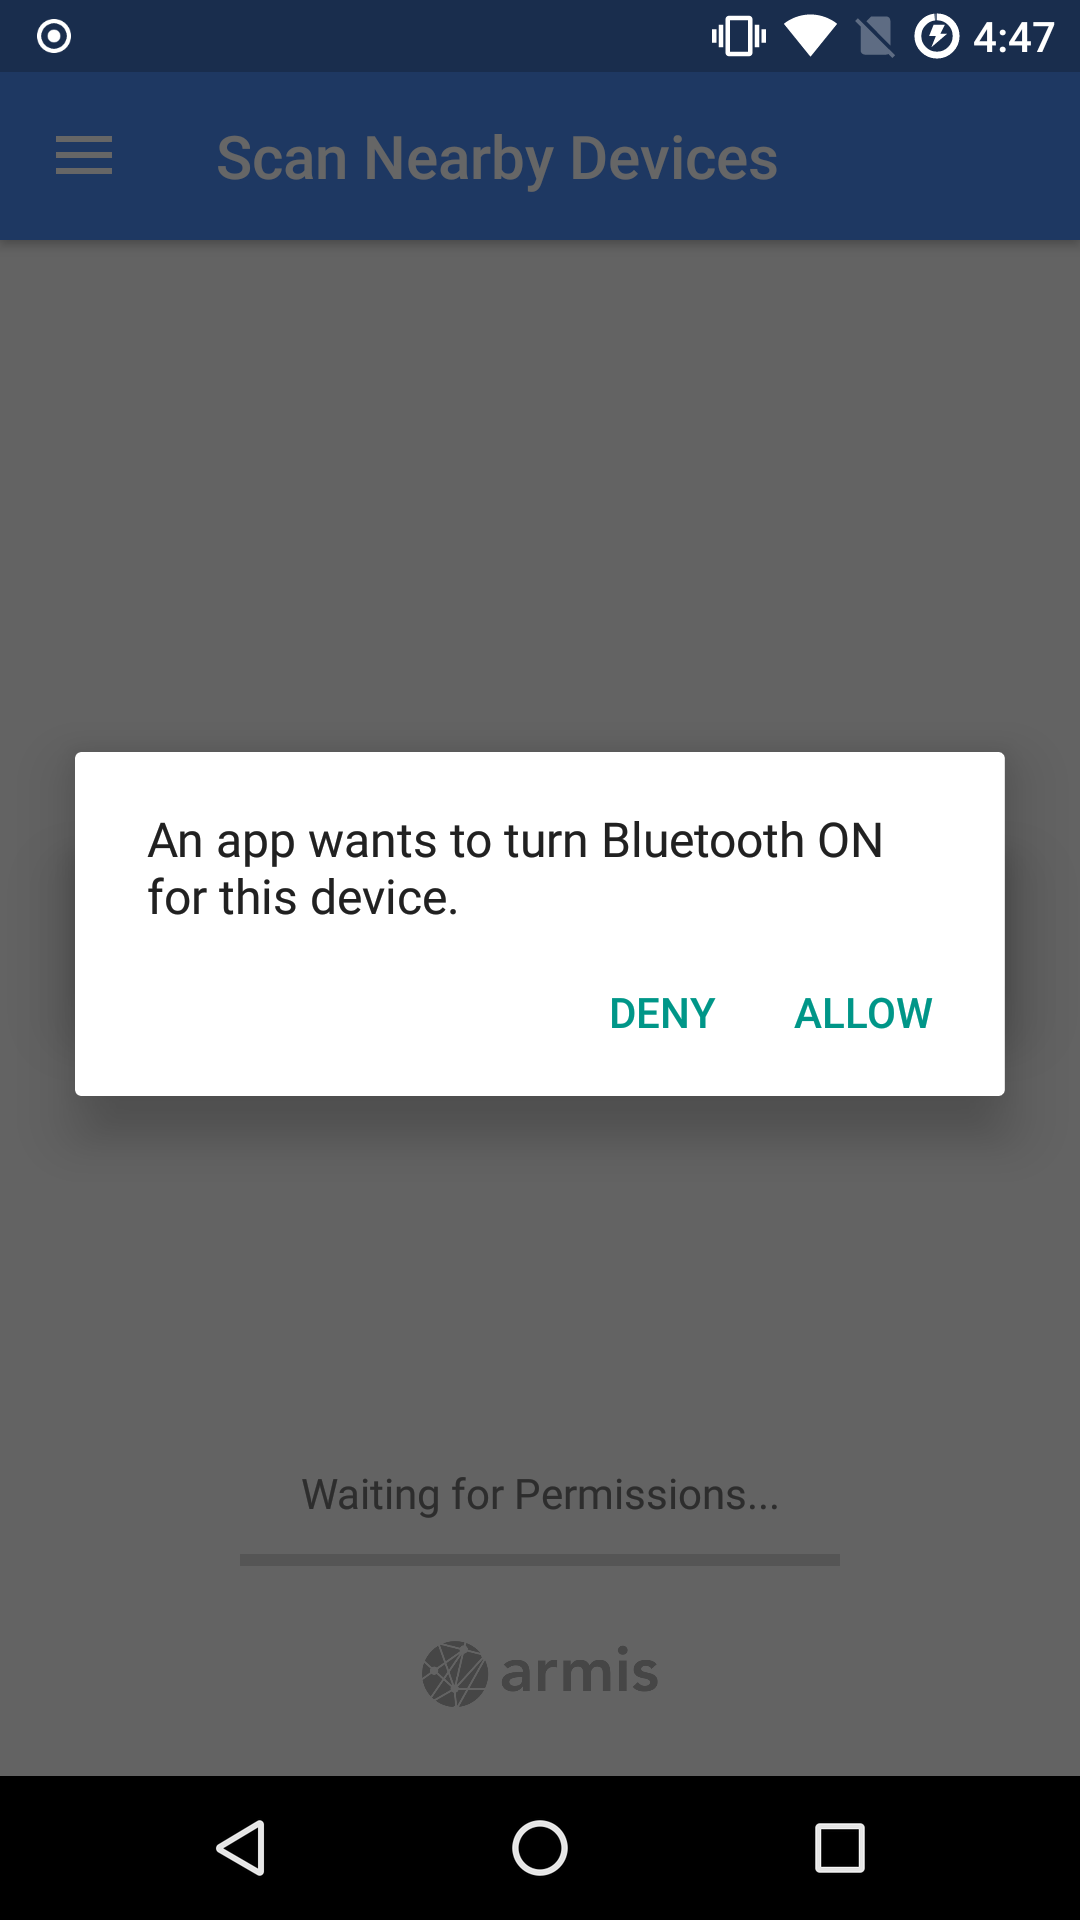 4:47
Scan Nearby Devices
An app wants to turn Bluetooth ON
for this device.
DENY ALLOW
Waiting for Permissions...
armis